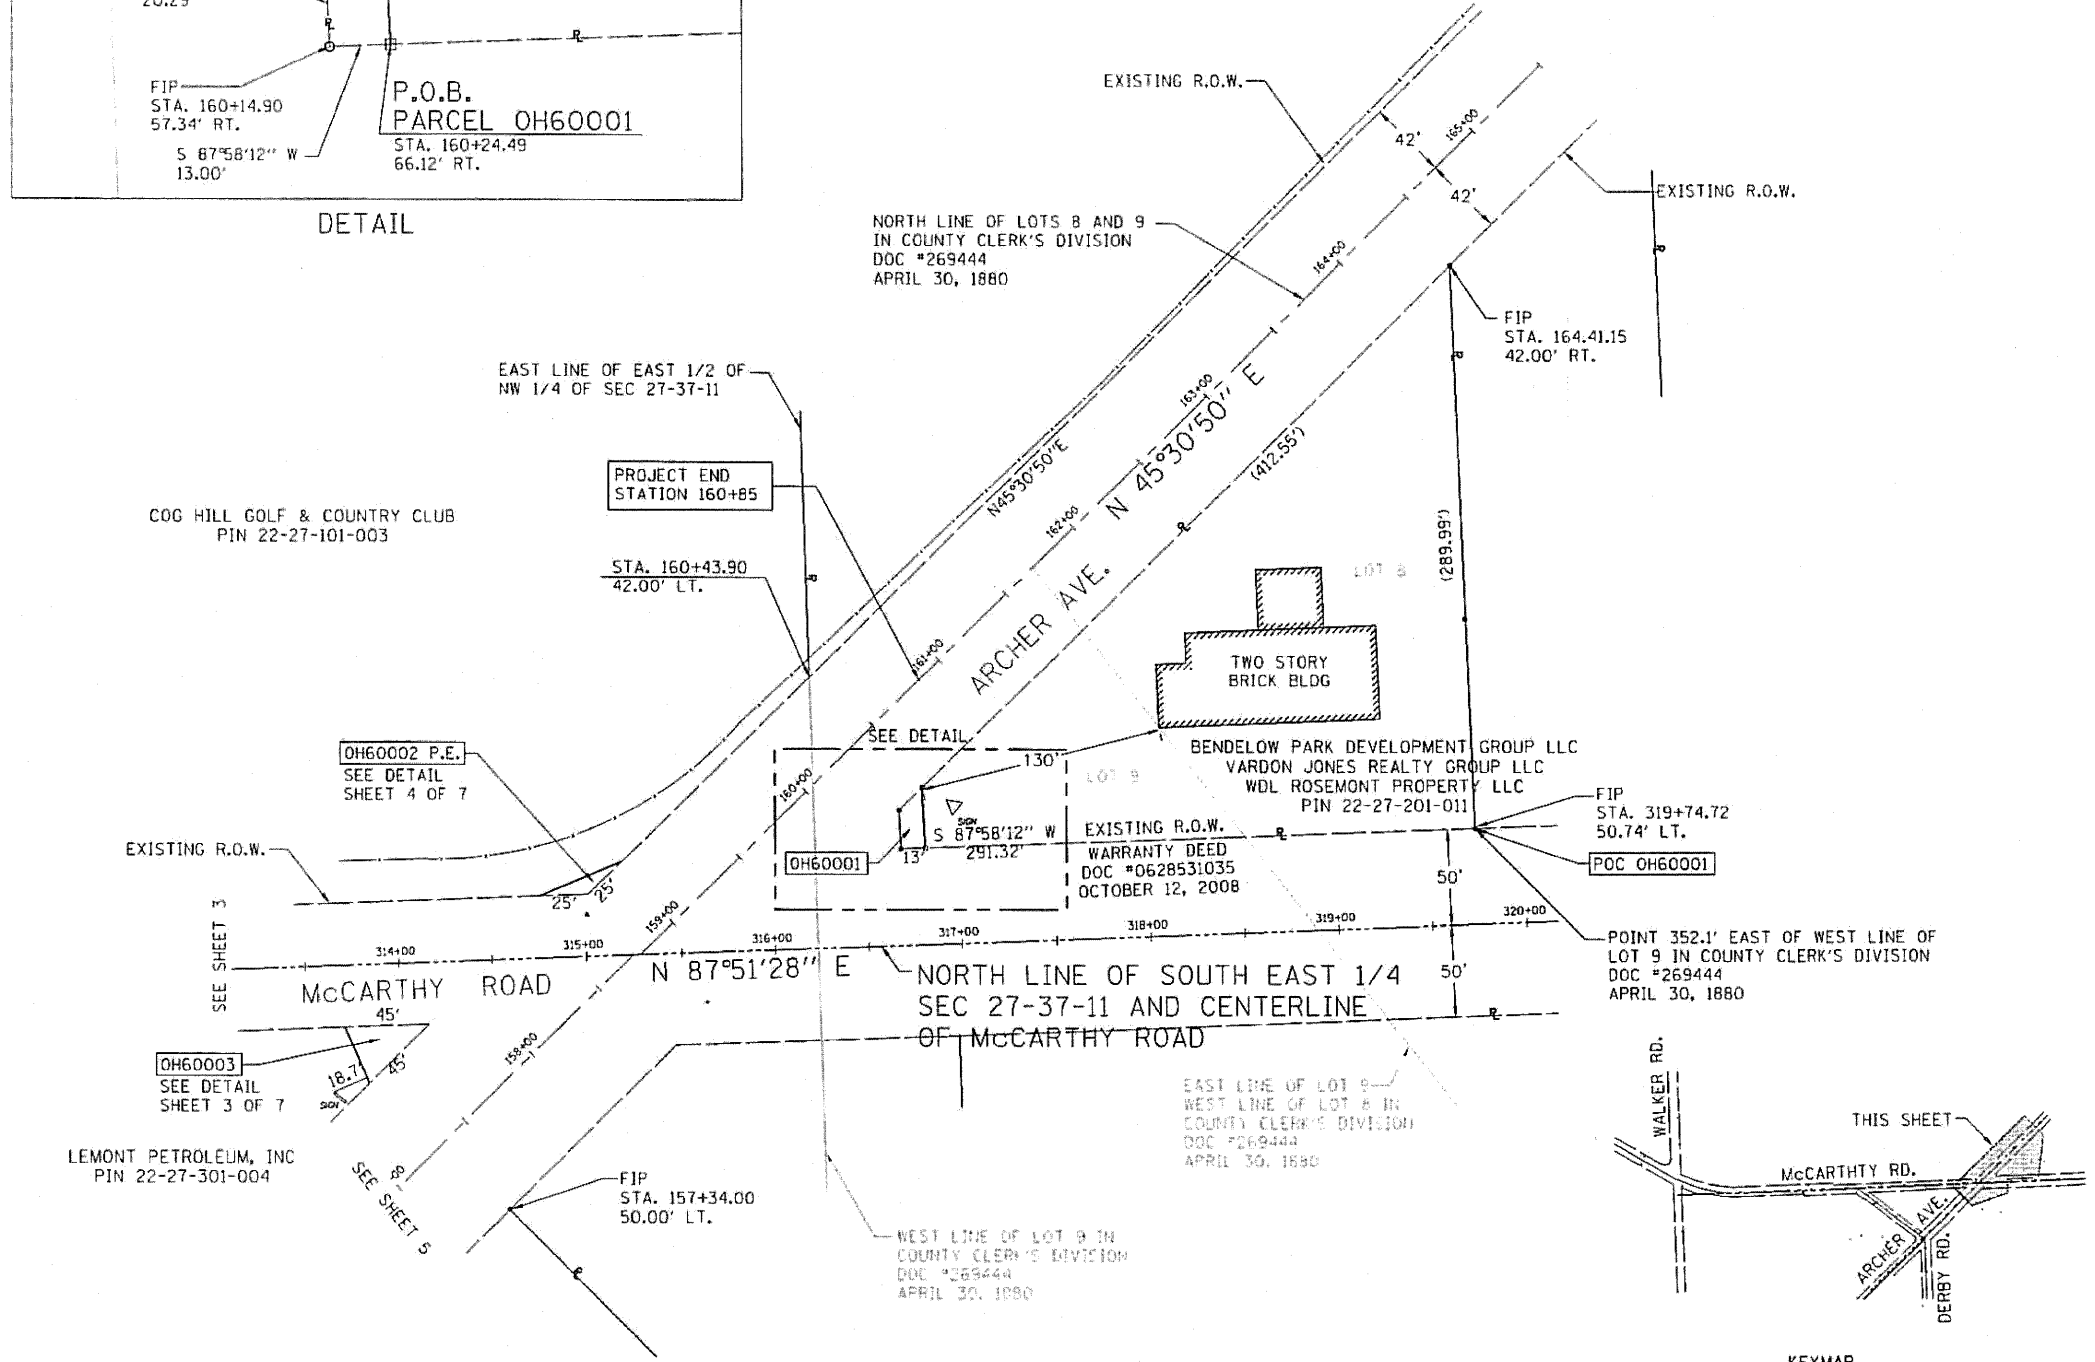 20.29
FIP
STA. 160+14.90
57.34' RT.
S 87°58'12" W
13.00'
P.O.B.
PARCEL OH60001
STA. 160+24.49
66.12' RT.
DETAIL
EXISTING R.O.W.
42'
42'
165+00
EXISTING R.O.W.
NORTH LINE OF LOTS 8 AND 9
IN COUNTY CLERK'S DIVISION
DOC #269444
APRIL 30, 1880
164+00
FIP
STA. 164.41.15
42.00' RT.
EAST LINE OF EAST 1/2 OF
NW 1/4 OF SEC 27-37-11
163+00
N 45°30'50" E
(412.55')
N45°30'50"E
PROJECT END
STATION 160+85
COG HILL GOLF & COUNTRY CLUB
PIN 22-27-101-003
162+00
(289.99')
STA. 160+43.90
42.00' LT.
LOT 8
ARCHER AVE.
161+00
TWO STORY
BRICK BLDG
OH60002 P.E.
SEE DETAIL
SHEET 4 OF 7
SEE DETAIL
130'
LOT 9
160+00
BENDELOW PARK DEVELOPMENT GROUP LLC
VARDON JONES REALTY GROUP LLC
WDL ROSEMONT PROPERTY LLC
PIN 22-27-201-011
FIP
STA. 319+74.72
50.74' LT.
SIGN
S 87°58'12" W
291.32'
13'
OH60001
EXISTING R.O.W.
WARRANTY DEED
DOC #0628531035
OCTOBER 12, 2008
POC OH60001
EXISTING R.O.W.
25'
25'
50'
SEE SHEET 3
159+00
314+00
315+00
316+00
317+00
318+00
319+00
320+00
McCARTHY ROAD
N 87°51'28" E
NORTH LINE OF SOUTH EAST 1/4
SEC 27-37-11 AND CENTERLINE
OF McCARTHY ROAD
50'
POINT 352.1' EAST OF WEST LINE OF
LOT 9 IN COUNTY CLERK'S DIVISION
DOC #269444
APRIL 30, 1880
45'
158+00
OH60003
SEE DETAIL
SHEET 3 OF 7
18.7'
45'
SIGN
LEMONT PETROLEUM, INC
PIN 22-27-301-004
SEE SHEET 5
FIP
STA. 157+34.00
50.00' LT.
EAST LINE OF LOT 9
WEST LINE OF LOT 8 IN
COUNTY CLERK'S DIVISION
DOC #269444
APRIL 30, 1880
WEST LINE OF LOT 9 IN
COUNTY CLERK'S DIVISION
DOC #269444
APRIL 30, 1880
WALKER RD.
THIS SHEET
McCARTHTY RD.
ARCHER AVE.
DERBY RD.
KEYMAP